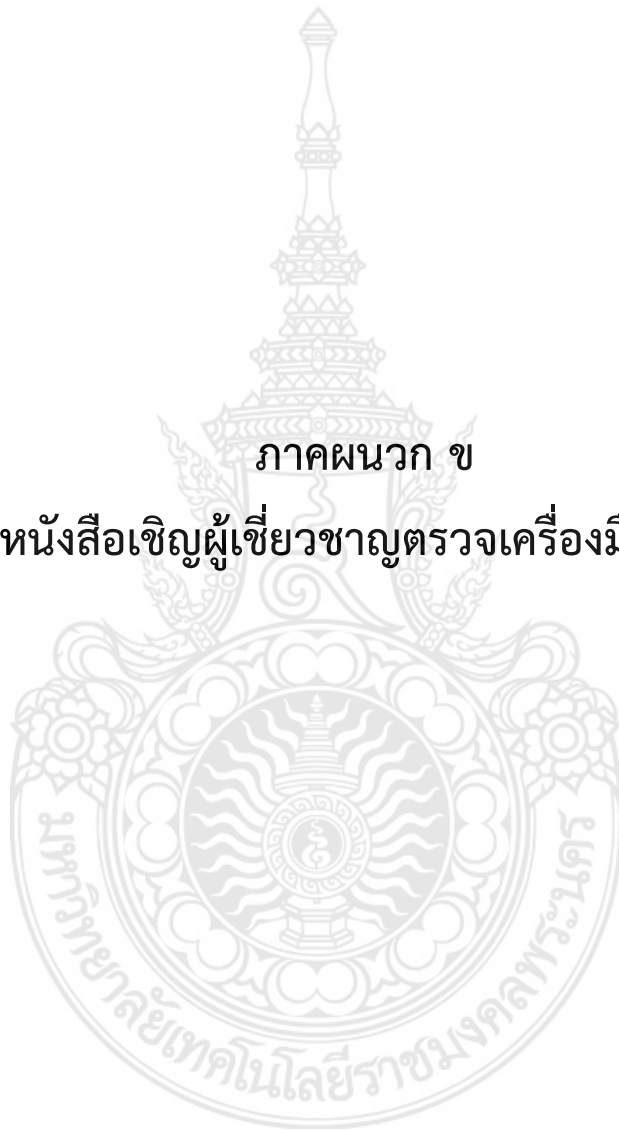 ภาคผนวก ข
หนังสือเชิญผู้เชี่ยวชาญตรวจเครื่องมื
มหาวิทยาลัยเทคโนโลยีราชมงคลพระนคร